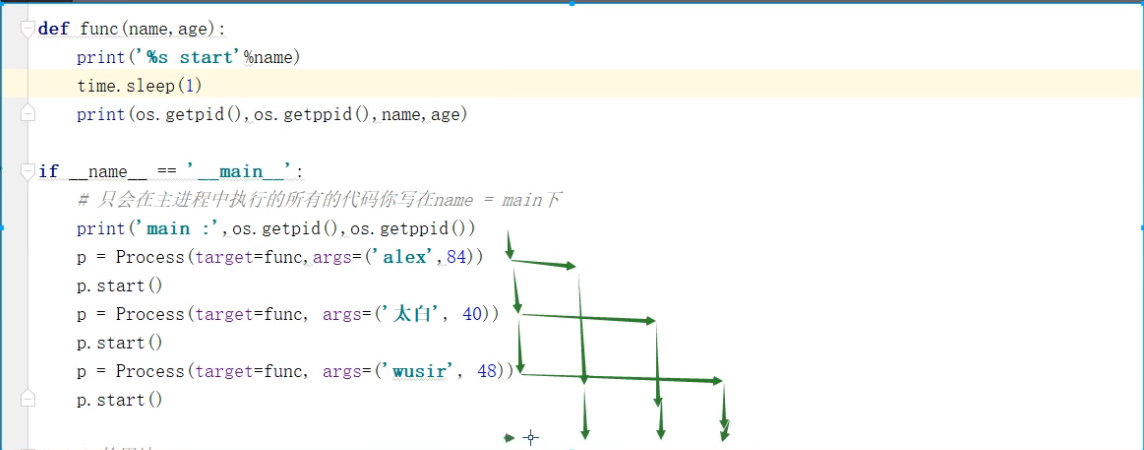 def func(name,age):
print('%s start'%name)
time.sleep(1)
print(os.getpid(),os.getppid(),name,age)
if __name__ == '__main__':
# 只会在主进程中执行的所有的代码你写在name = main下
print('main :',os.getpid(),os.getppid())
p = Process(target=func,args=('alex',84))
p.start()
p = Process(target=func, args=('太白', 40))
p.start()
p = Process(target=func, args=('wusir', 48))
p.start()